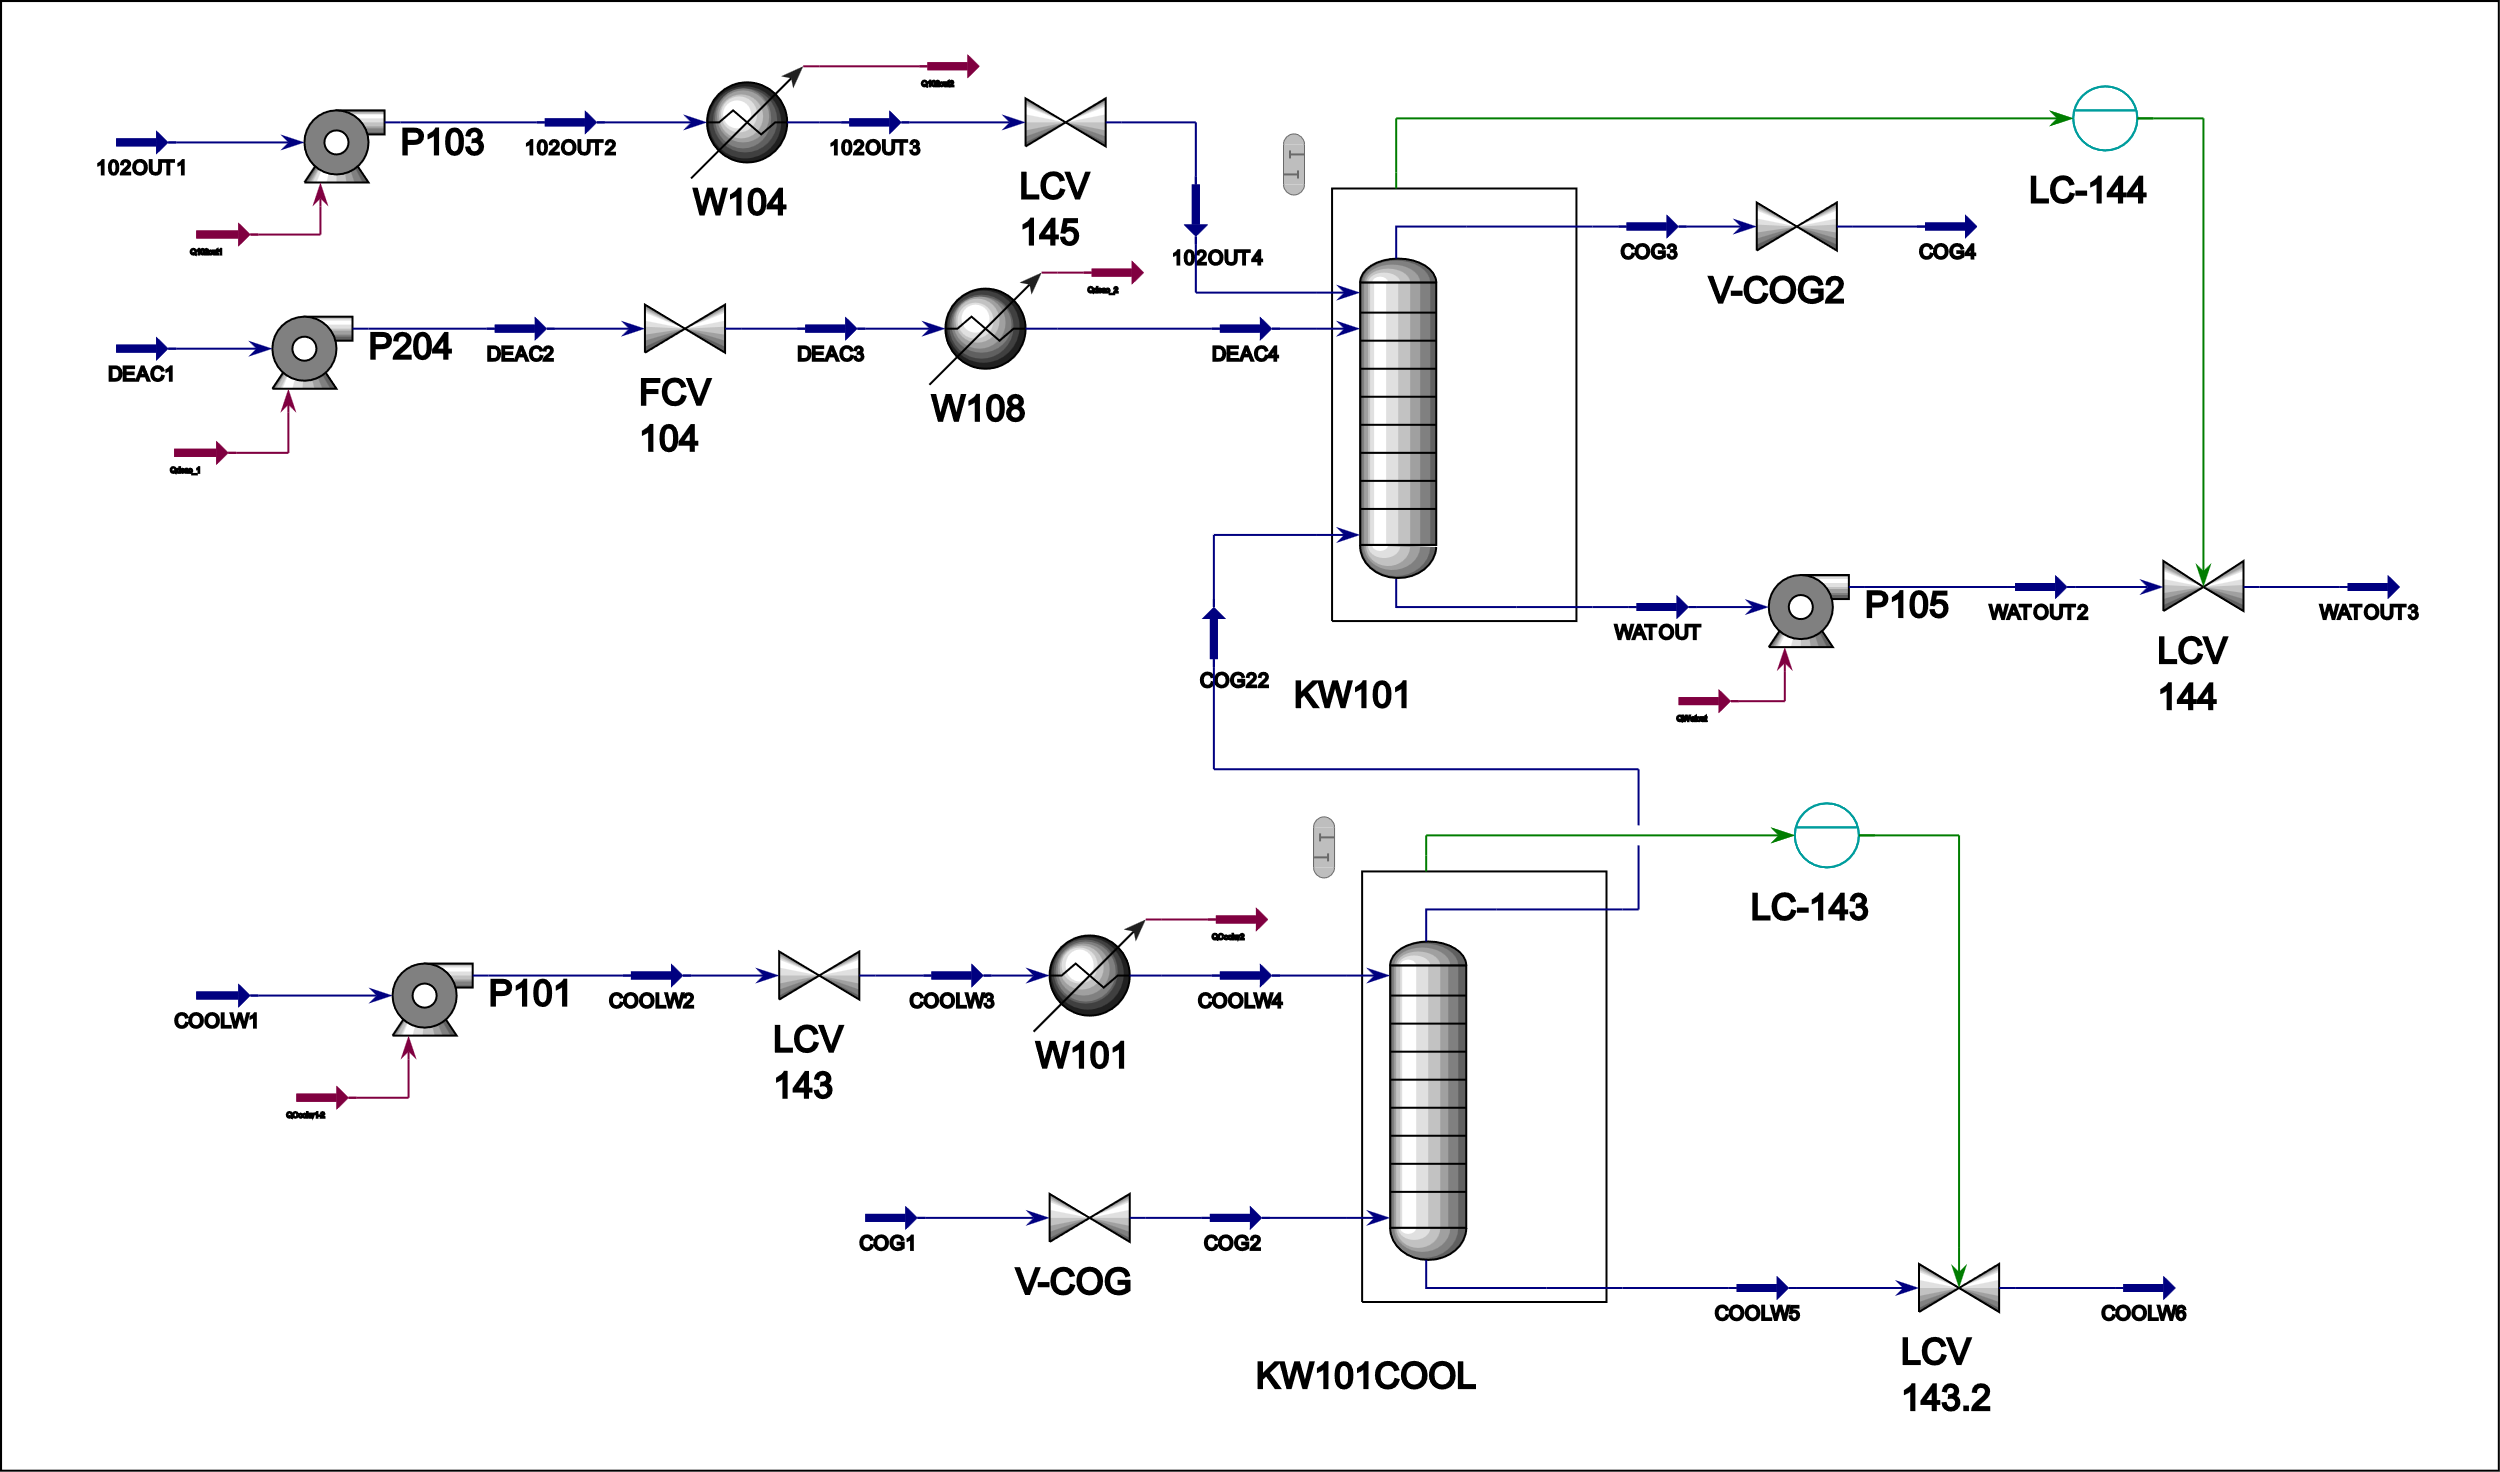 102OUT1
P103
102OUT2
W104
102OUT3
LCV
145
102OUT4
LC-144
COG3
V-COG2
COG4
DEAC1
P204
DEAC2
FCV
104
DEAC3
W108
DEAC4
COG22
KW101
WATOUT
P105
WATOUT2
LCV
144
WATOUT3
T T
T T
LC-143
COOLW1
P101
COOLW2
LCV
143
COOLW3
W101
COOLW4
COG1
V-COG
COG2
KW101COOL
COOLW5
LCV
143.2
COOLW6